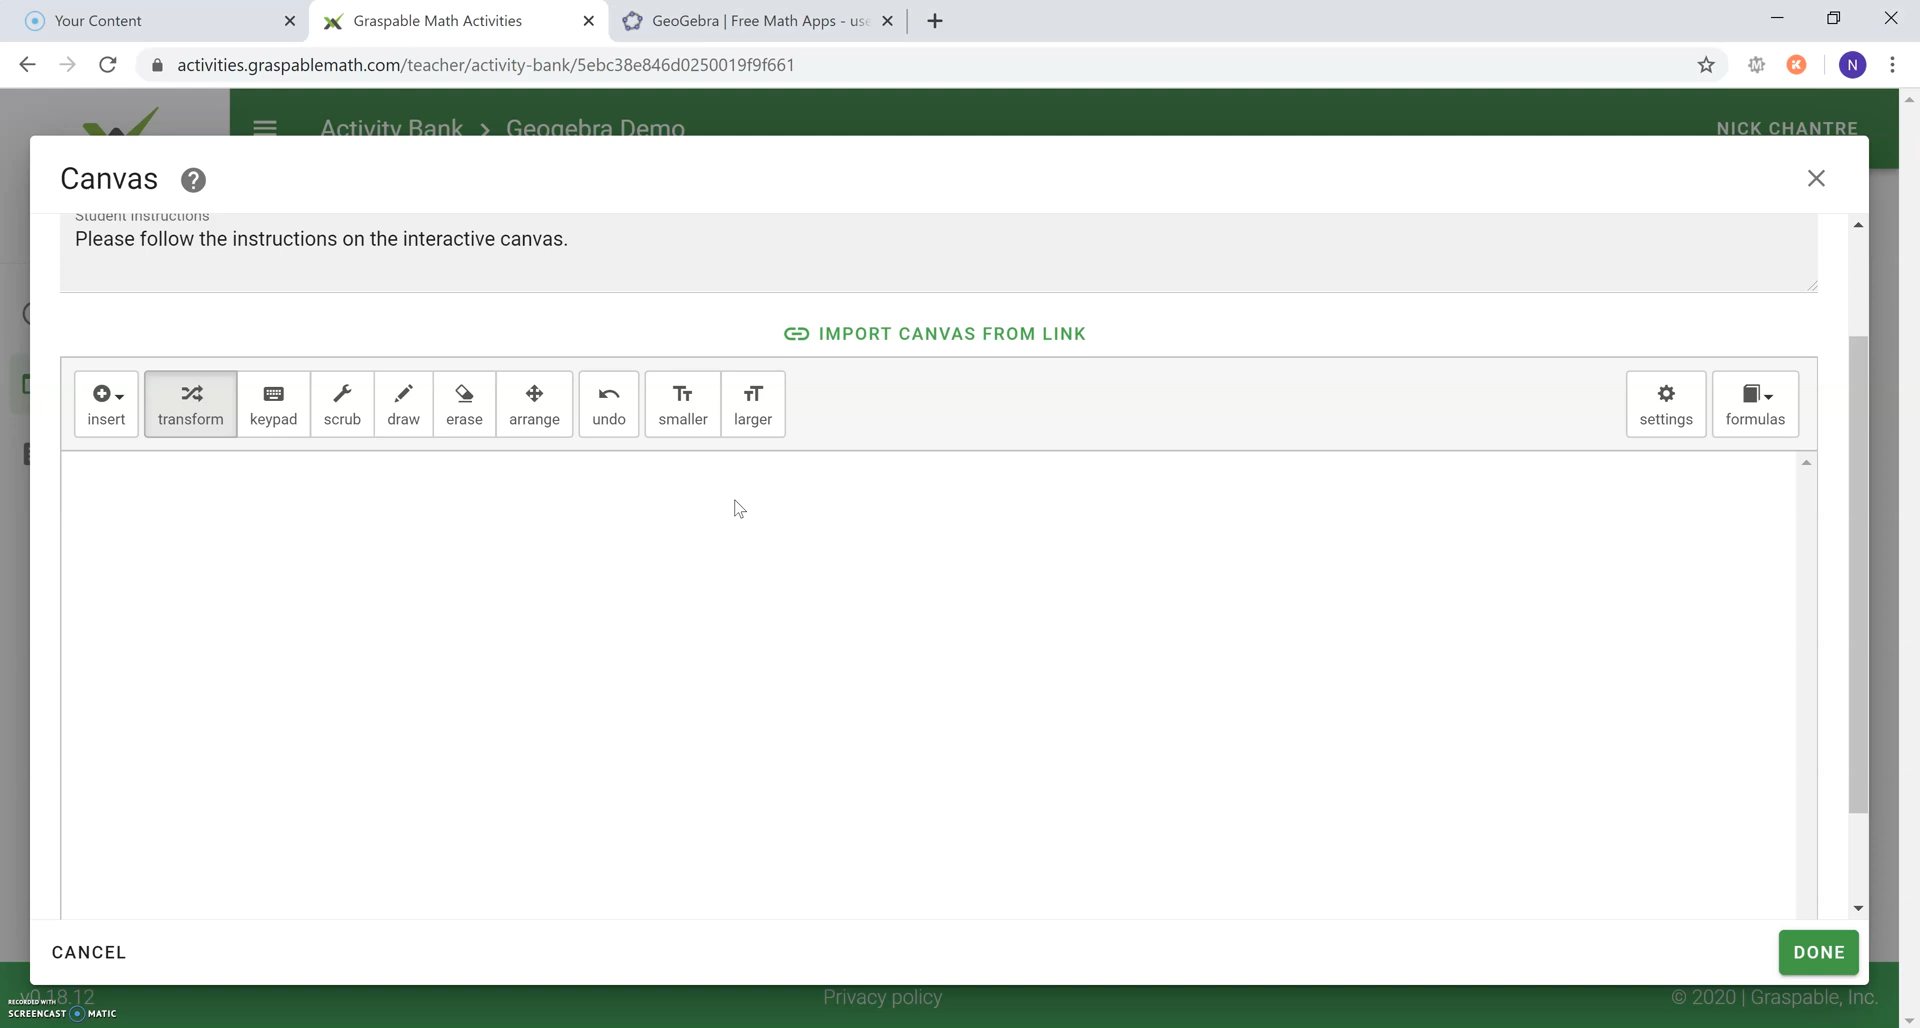 Your Content
Graspable Math Activities
GeoGebra | Free Math Apps - use
activities.graspablemath.com/teacher/activity-bank/5ebc38e846d0250019f9f661
N
Activity Bank > Geogebra Demo
NICK CHANTRE
Canvas ?
Student Instructions
Please follow the instructions on the interactive canvas.
IMPORT CANVAS FROM LINK
insert transform keypad scrub draw erase arrange undo smaller larger settings formulas
CANCEL
DONE
v0.18.12
Privacy policy
© 2020 | Graspable, Inc.
RECORDED WITH
SCREENCAST MATIC